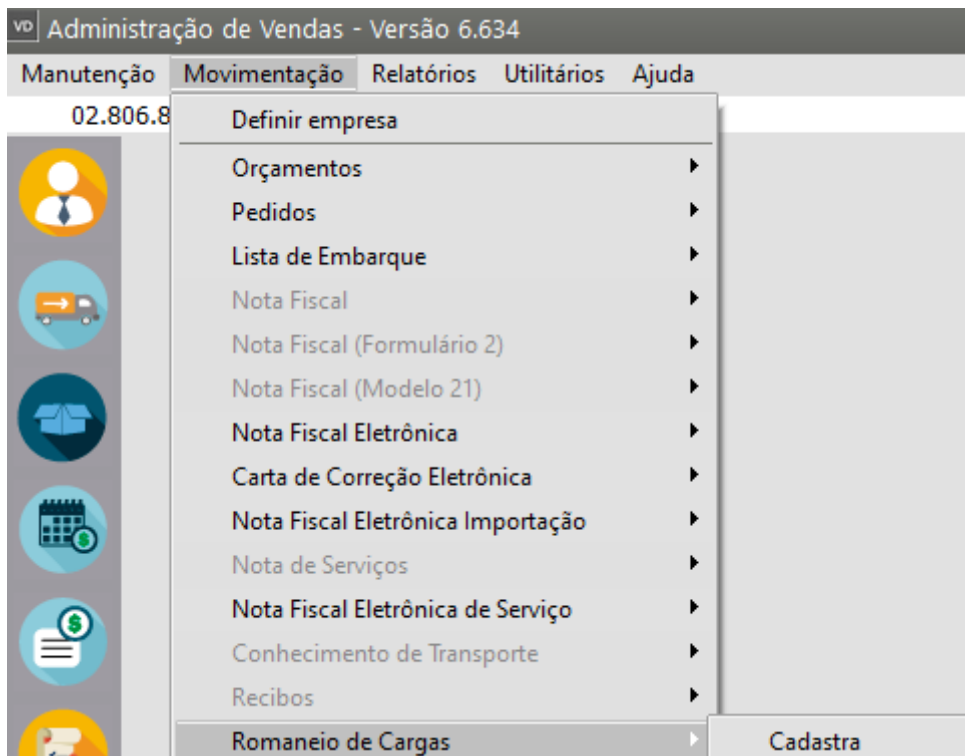 VD Administração de Vendas - Versão 6.634
Manutenção Movimentação Relatórios Utilitários Ajuda
02.806.8
Definir empresa
Orçamentos
Pedidos
Lista de Embarque
Nota Fiscal
Nota Fiscal (Formulário 2)
Nota Fiscal (Modelo 21)
Nota Fiscal Eletrônica
Carta de Correção Eletrônica
Nota Fiscal Eletrônica Importação
Nota de Serviços
Nota Fiscal Eletrônica de Serviço
Conhecimento de Transporte
Recibos
Romaneio de Cargas Cadastra